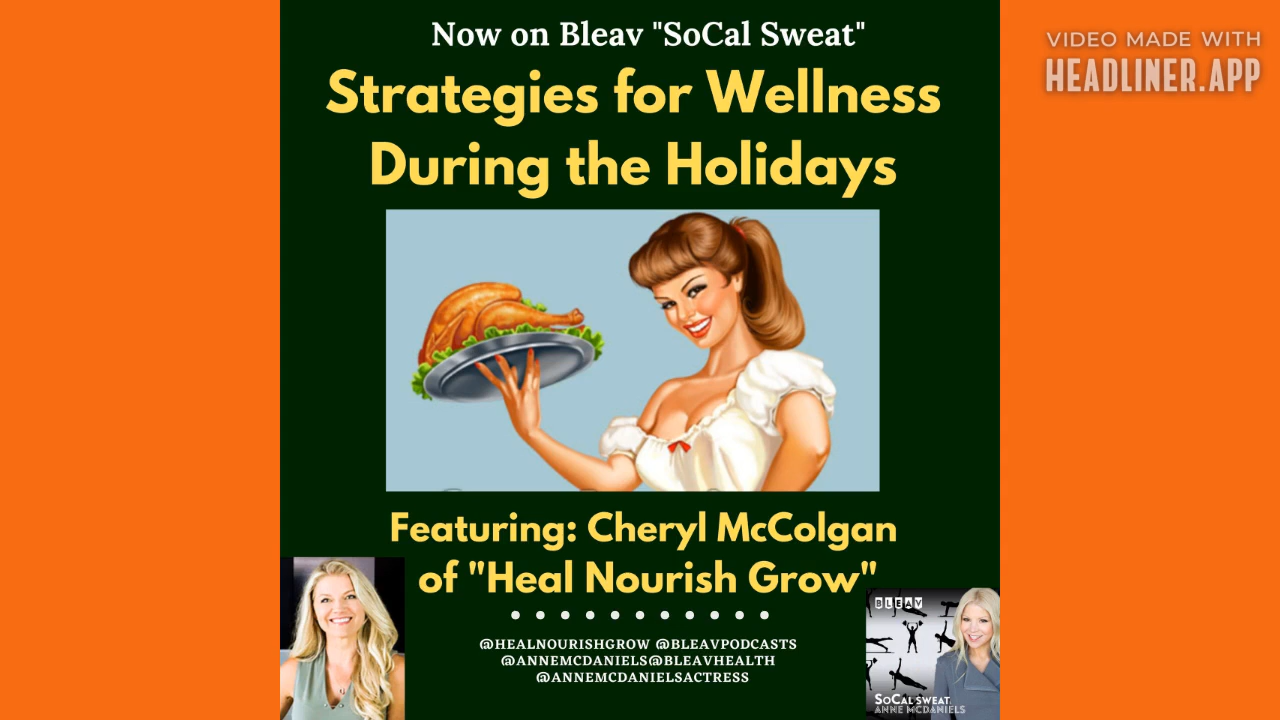 Now on Bleav "SoCal Sweat"
VIDEO MADE WITH
HEADLINER.APP
Strategies for Wellness
During the Holidays
Featuring: Cheryl McColgan
of "Heal Nourish Grow"
@HEALNOURISHGROW @BLEAVPODCASTS
@ANNEMCDANIELS@BLEAVHEALTH
@ANNEMCDANIELSACTRESS
BLEAV
SOCAL SWEAT
ANNE MCDANIELS